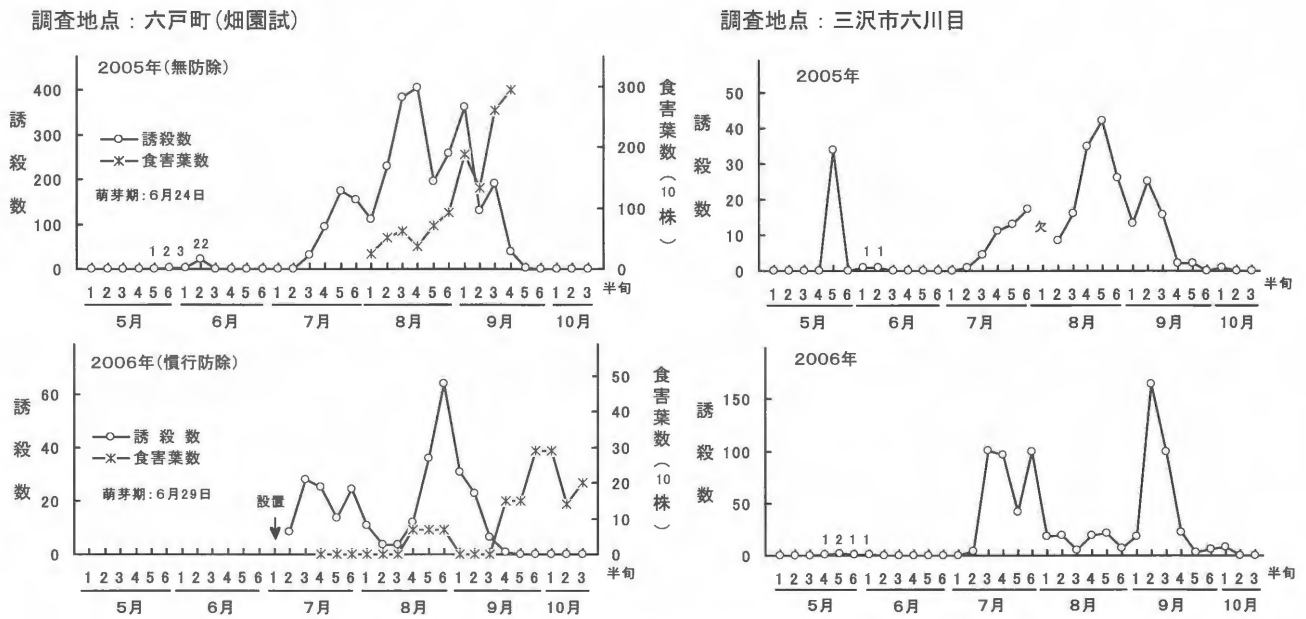 調査地点：六戸町(畑園試)
2005年(無防除)
誘殺数
400
300
200
100
0
誘殺数
食害葉数
萌芽期：6月24日
1 2 3 22
300
200
100
0
食害葉数（10株）
1 2 3 4 5 6 1 2 3 4 5 6 1 2 3 4 5 6 1 2 3 4 5 6 1 2 3 4 5 6 1 2 3 半旬
5月 6月 7月 8月 9月 10月
2006年(慣行防除)
誘殺数
60
40
20
0
誘殺数
食害葉数
萌芽期：6月29日
設置
50
40
30
20
10
0
食害葉数（10株）
1 2 3 4 5 6 1 2 3 4 5 6 1 2 3 4 5 6 1 2 3 4 5 6 1 2 3 4 5 6 1 2 3 半旬
5月 6月 7月 8月 9月 10月
調査地点：三沢市六川目
2005年
誘殺数
50
40
30
20
10
0
1 1
欠
1 2 3 4 5 6 1 2 3 4 5 6 1 2 3 4 5 6 1 2 3 4 5 6 1 2 3 4 5 6 1 2 3 半旬
5月 6月 7月 8月 9月 10月
2006年
誘殺数
150
100
50
0
1 2 1 1
1 2 3 4 5 6 1 2 3 4 5 6 1 2 3 4 5 6 1 2 3 4 5 6 1 2 3 4 5 6 1 2 3 半旬
5月 6月 7月 8月 9月 10月